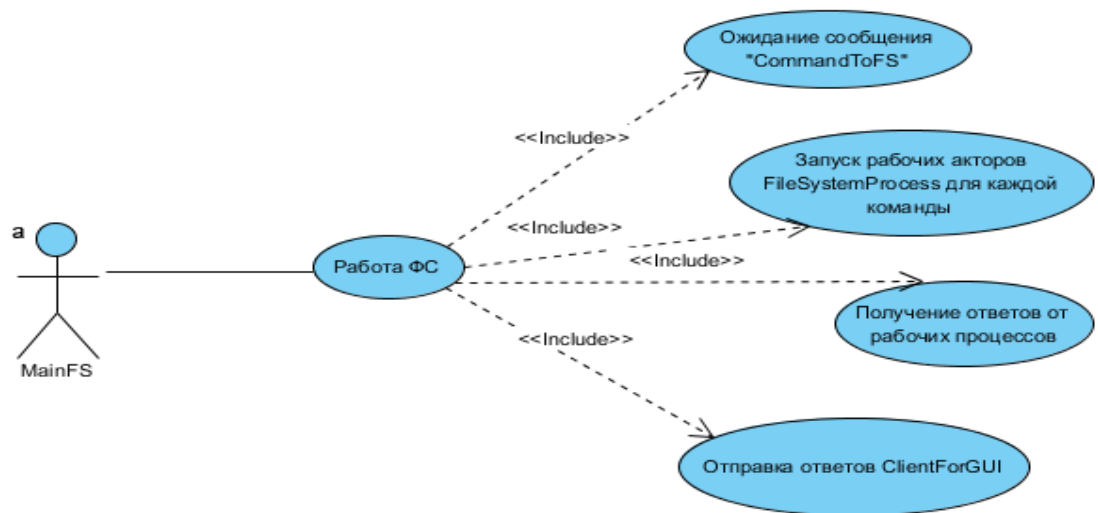 Ожидание сообщения
"CommandToFS"
<<Include>>
Запуск рабочих акторов
FileSystemProcess для каждой
команды
a
<<Include>>
<<Include>>
Работа ФС
Получение ответов от
рабочих процессов
<<Include>>
MainFS
Отправка ответов ClientForGUI